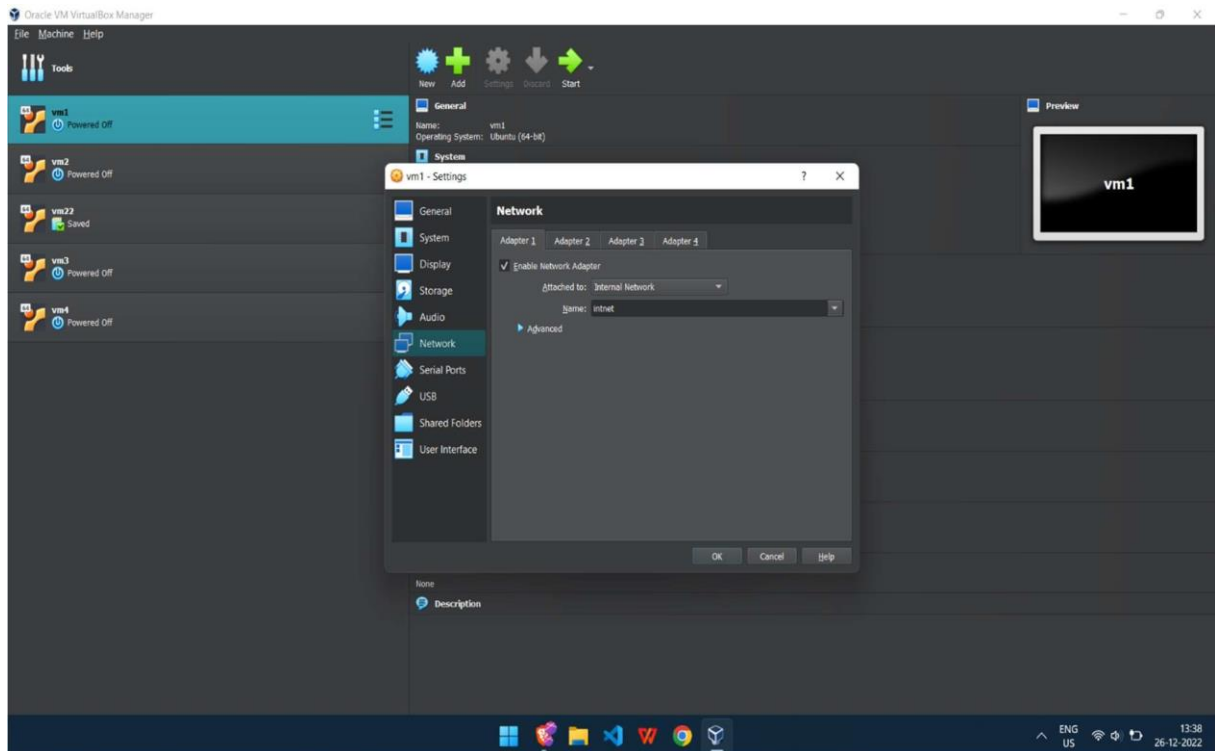 Oracle VM VirtualBox Manager
File Machine Help
Tools
New Add Settings Discard Start
vm1
Powered Off
vm2
Powered Off
vm22
Saved
vm3
Powered Off
vm4
Powered Off
General
Name: vm1
Operating System: Ubuntu (64-bit)
System
Preview
vm1
vm1 - Settings
General
System
Display
Storage
Audio
Network
Serial Ports
USB
Shared Folders
User Interface
Network
Adapter 1 Adapter 2 Adapter 3 Adapter 4
Enable Network Adapter
Attached to: Internal Network
Name: intnet
Advanced
OK Cancel Help
None
Description
ENG
US
13:38
26-12-2022